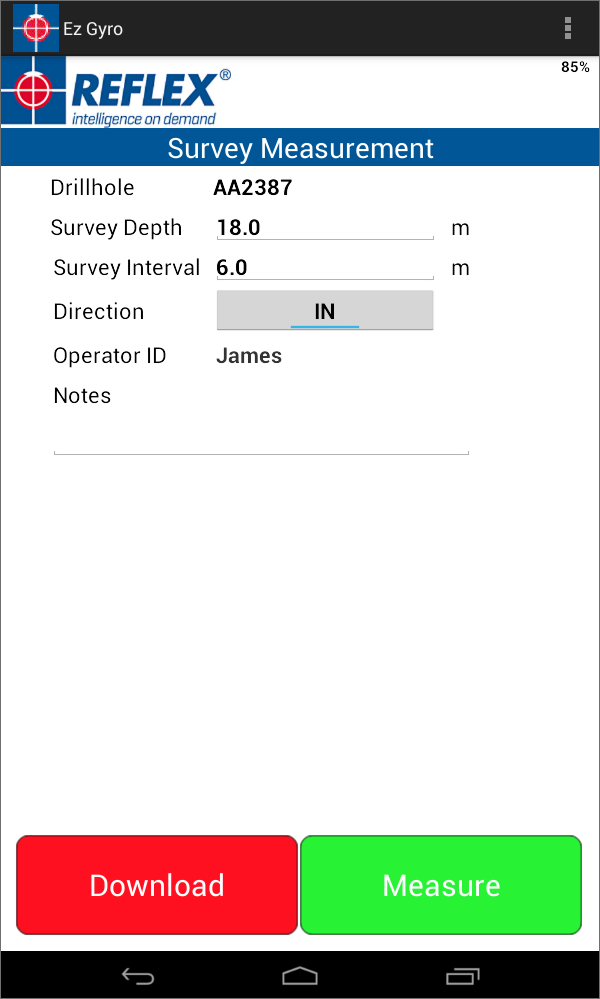 Ez Gyro
85%
REFLEX®
intelligence on demand
Survey Measurement
Drillhole AA2387
Survey Depth 18.0 m
Survey Interval 6.0 m
Direction IN
Operator ID James
Notes
Download Measure